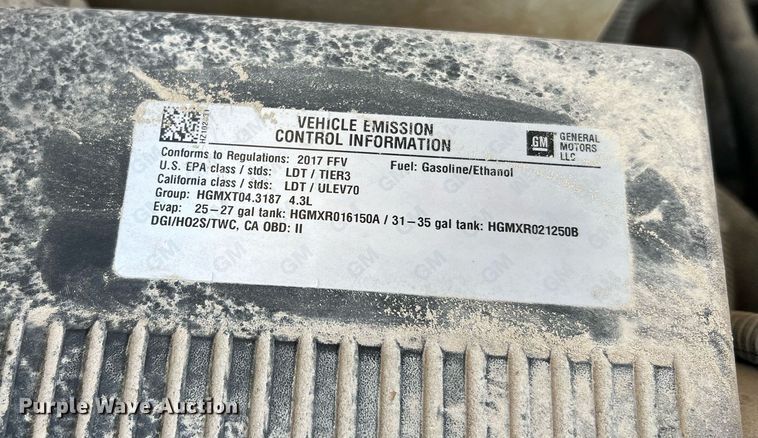 VEHICLE EMISSION
CONTROL INFORMATION
GM
GENERAL
MOTORS
LLC
Conforms to Regulations: 2017 FFV Fuel: Gasoline/Ethanol
U.S. EPA class / stds: LDT / TIER3
California class / stds: LDT / ULEV70
Group: HGMXT04.3187 4.3L
Evap: 25-27 gal tank: HGMXR016150A / 31-35 gal tank: HGMXR021250B
DGI/HO2S/TWC, CA OBD: II
Purple Wave Auction